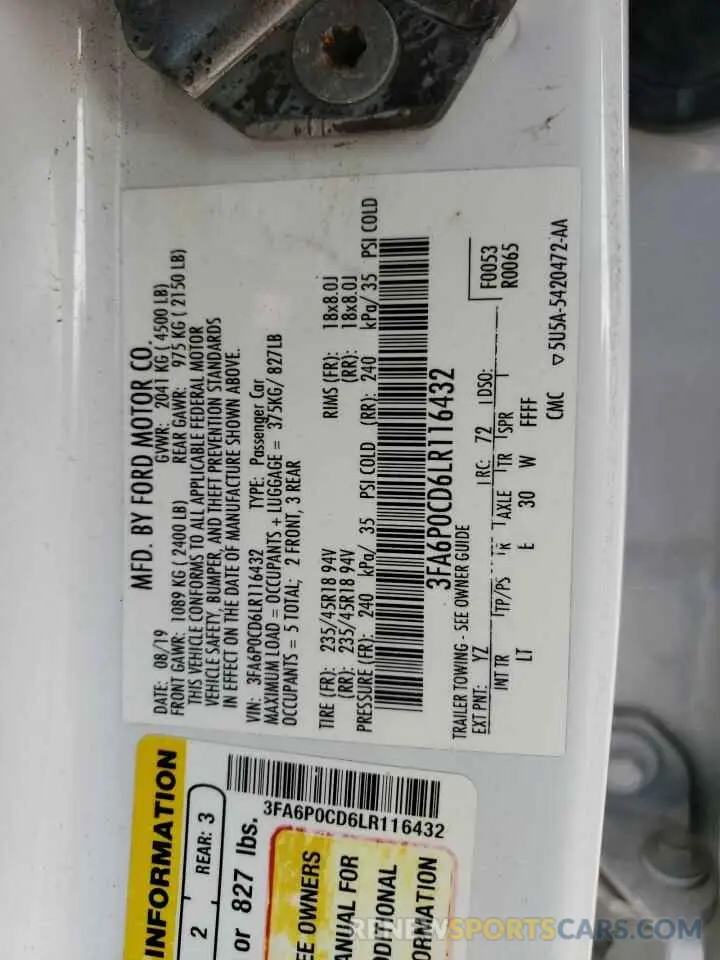 MFD. BY FORD MOTOR CO.
DATE: 08/19 GVWR: 2041 KG ( 4500 LB)
FRONT GAWR: 1089 KG ( 2400 LB) REAR GAWR: 975 KG ( 2150 LB)
THIS VEHICLE CONFORMS TO ALL APPLICABLE FEDERAL MOTOR
VEHICLE SAFETY, BUMPER, AND THEFT PREVENTION STANDARDS
IN EFFECT ON THE DATE OF MANUFACTURE SHOWN ABOVE.
VIN: 3FA6P0CD6LR116432 TYPE: Passenger Car
MAXIMUM LOAD = OCCUPANTS + LUGGAGE = 375KG/ 827LB
OCCUPANTS = 5 TOTAL; 2 FRONT, 3 REAR
TIRE (FR): 235/45R18 94V RIMS (FR): 18x8.0J
(RR): 235/45R18 94V (RR): 18x8.0J
PRESSURE (FR): 240 kPa/ 35 PSI COLD (RR): 240 kPa/ 35 PSI COLD
3FA6P0CD6LR116432
TRAILER TOWING - SEE OWNER GUIDE
EXT PNT: YZ RC: 72 DSO: F0053
INT TR TP/PS R AXLE TR SPR R0065
LT E 30 W FFFF
CMC 5U5A-5420472-AA
INFORMATION
2 REAR: 3
or 827 lbs.
3FA6P0CD6LR116432
EE OWNERS
ANUAL FOR
DDITIONAL
FORMATION
RENEWSPORTSCARS.COM